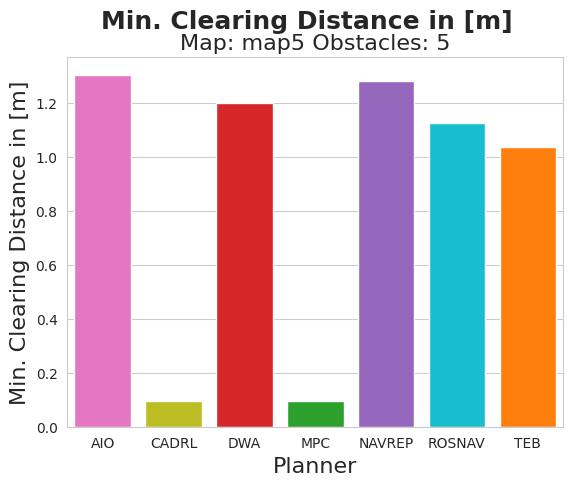 Min. Clearing Distance in [m]
Map: map5 Obstacles: 5
Min. Clearing Distance in [m]
1.2
1.0
0.8
0.6
0.4
0.2
0.0
AIO CADRL DWA MPC NAVREP ROSNAV TEB
Planner